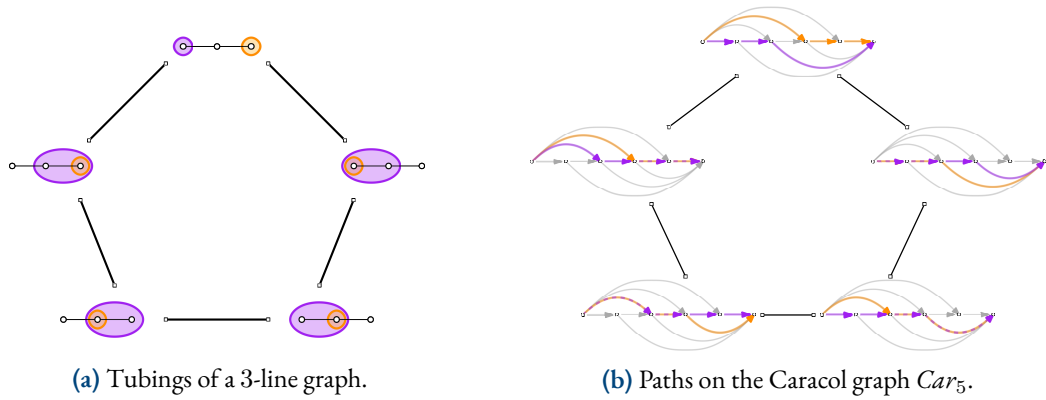 (a) Tubings of a 3-line graph.
(b) Paths on the Caracol graph Car₅.